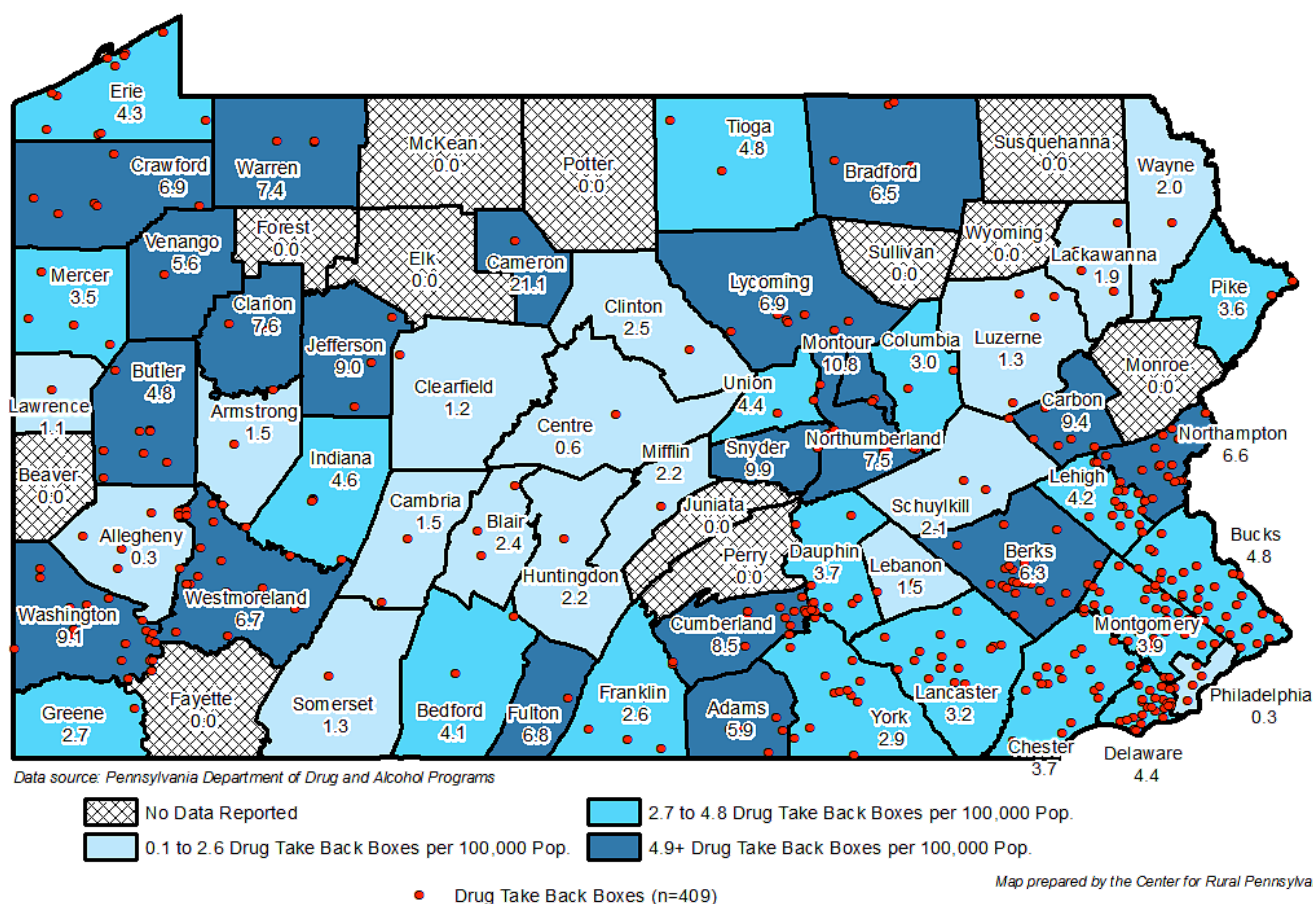 Erie
4.3
Crawford
6.9
Warren
7.4
McKean
0.0
Potter
0.0
Tioga
4.8
Bradford
6.5
Susquehanna
0.0
Wayne
2.0
Forest
0.0
Venango
5.6
Elk
0.0
Cameron
21.1
Sullivan
0.0
Wyoming
0.0
Lackawanna
1.9
Mercer
3.5
Clarion
7.6
Jefferson
9.0
Clinton
2.5
Lycoming
6.9
Montour
10.8
Columbia
3.0
Luzerne
1.3
Pike
3.6
Monroe
0.0
Lawrence
1.1
Butler
4.8
Armstrong
1.5
Clearfield
1.2
Centre
0.6
Union
4.4
Snyder
9.9
Northumberland
7.5
Carbon
9.4
Northampton
6.6
Beaver
0.0
Indiana
4.6
Mifflin
2.2
Cambria
1.5
Blair
2.4
Juniata
0.0
Schuylkill
2.1
Lehigh
4.2
Allegheny
0.3
Huntingdon
2.2
Perry
0.0
Dauphin
3.7
Lebanon
1.5
Berks
6.3
Bucks
4.8
Washington
9.1
Westmoreland
6.7
Cumberland
8.5
Montgomery
3.9
Greene
2.7
Fayette
0.0
Somerset
1.3
Bedford
4.1
Fulton
6.8
Franklin
2.6
Adams
5.9
York
2.9
Lancaster
3.2
Chester
3.7
Delaware
4.4
Philadelphia
0.3
Data source: Pennsylvania Department of Drug and Alcohol Programs
No Data Reported
2.7 to 4.8 Drug Take Back Boxes per 100,000 Pop.
0.1 to 2.6 Drug Take Back Boxes per 100,000 Pop.
4.9+ Drug Take Back Boxes per 100,000 Pop.
Drug Take Back Boxes (n=409)
Map prepared by the Center for Rural Pennsylva